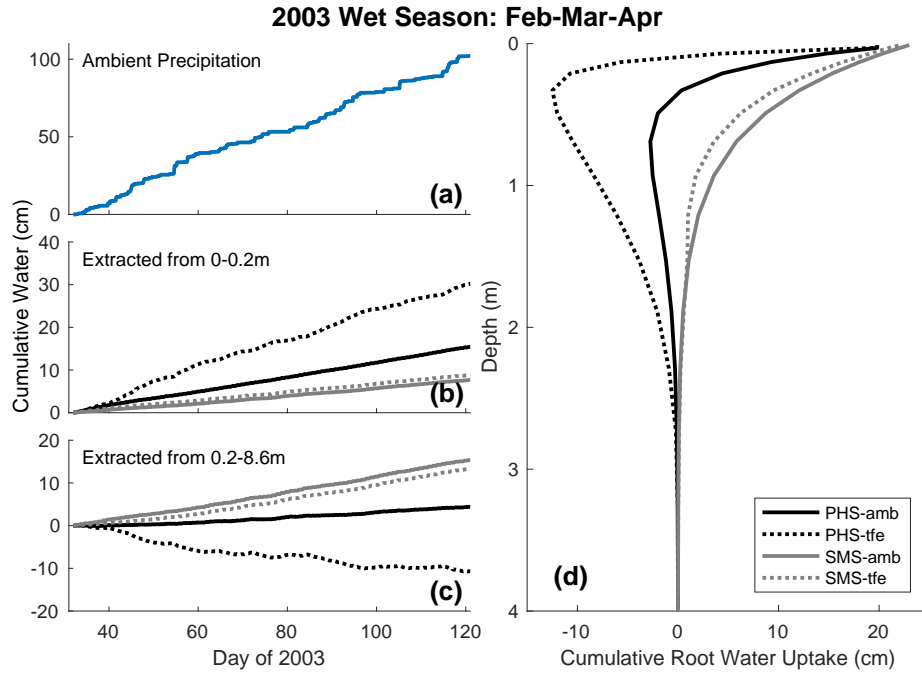 2003 Wet Season: Feb-Mar-Apr
Ambient Precipitation
100
50
0
(a)
Cumulative Water (cm)
Extracted from 0-0.2m
40
30
20
10
0
(b)
Extracted from 0.2-8.6m
20
10
0
-10
-20
(c)
40 60 80 100 120
Day of 2003
0
1
2
3
4
Depth (m)
PHS-amb
PHS-tfe
SMS-amb
SMS-tfe
(d)
-10 0 10 20
Cumulative Root Water Uptake (cm)